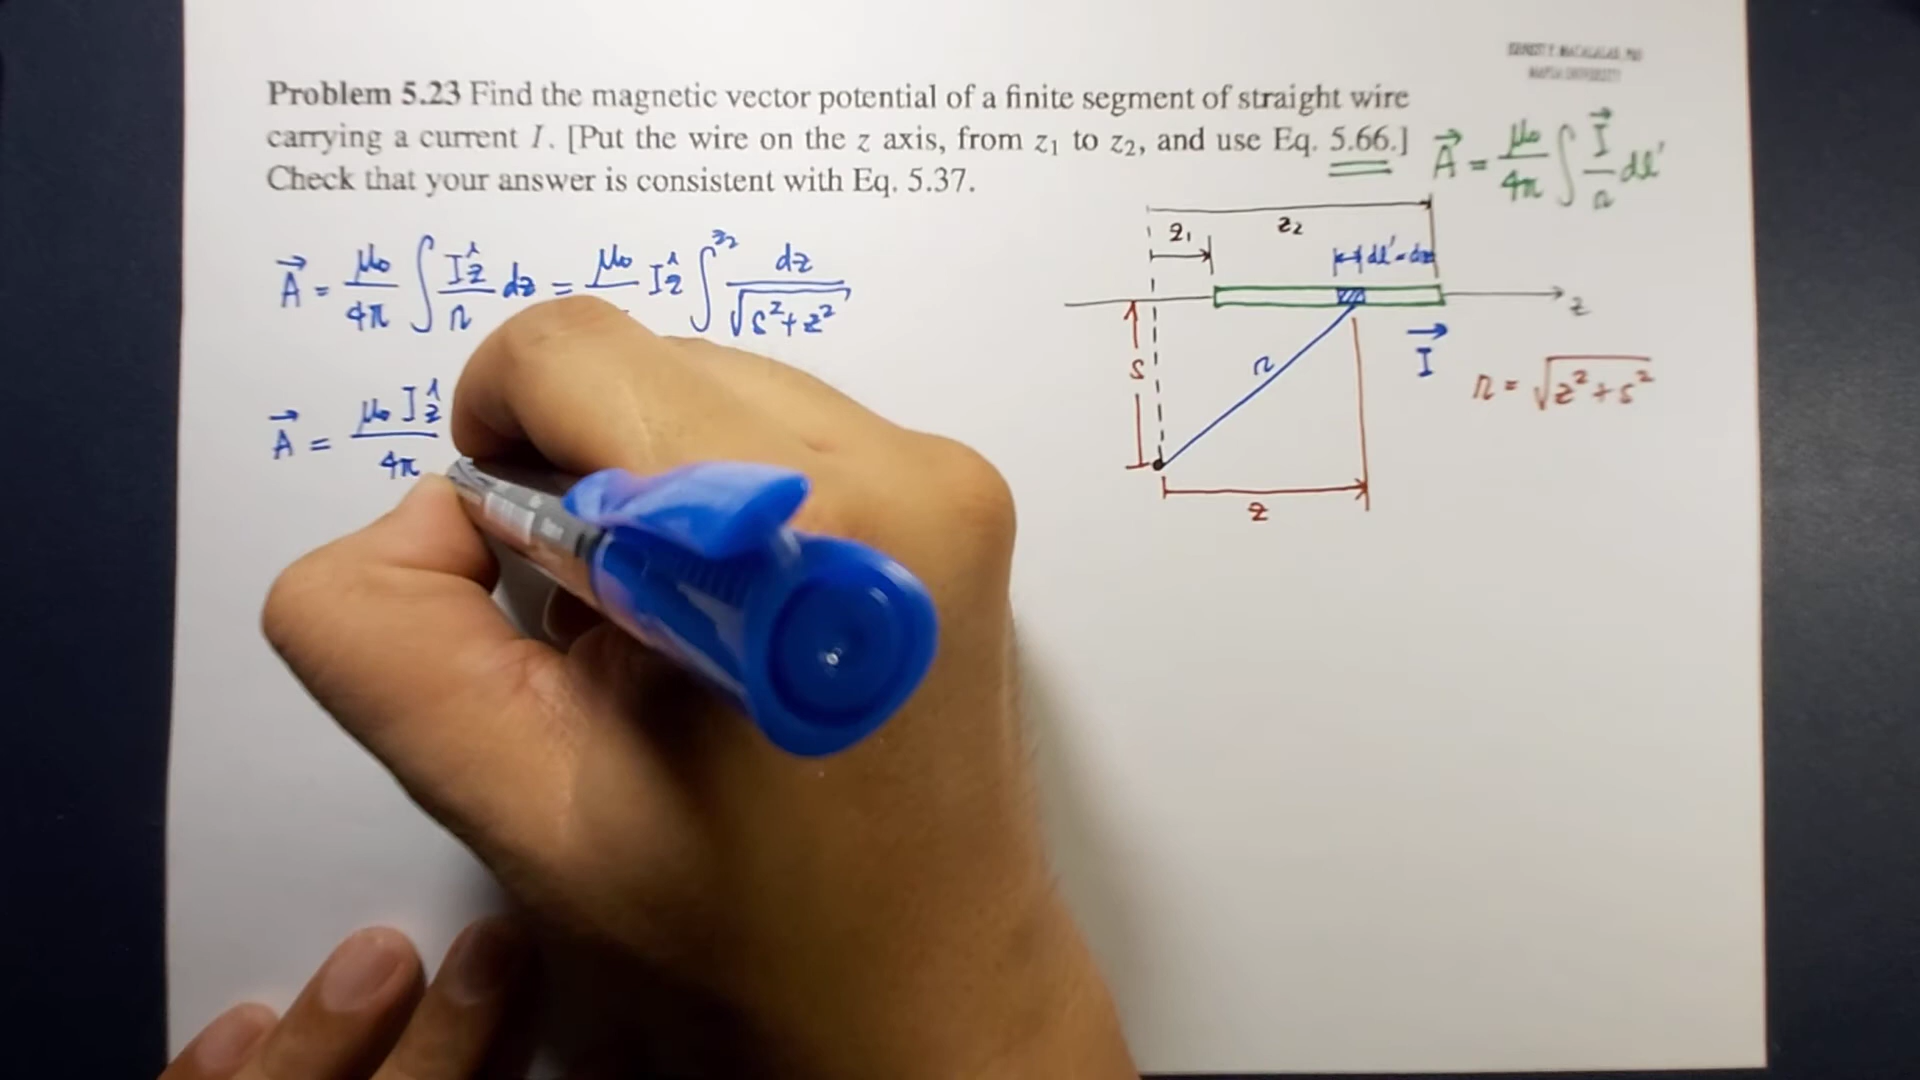 Problem 5.23 Find the magnetic vector potential of a finite segment of straight wire
carrying a current I. [Put the wire on the z axis, from z₁ to z₂, and use Eq. 5.66.]
Check that your answer is consistent with Eq. 5.37.
A⃗ = μ₀/4π ∫ I⃗/r dl'
A⃗ = μ₀/4π ∫ Iẑ/r dz = μ₀ Iẑ ∫^z₂ dz/√(s²+z²)
A⃗ = μ₀Iẑ/4π
z₂
z₁
dl'=dz
z
s
r
I⃗
r = √(z²+s²)
z